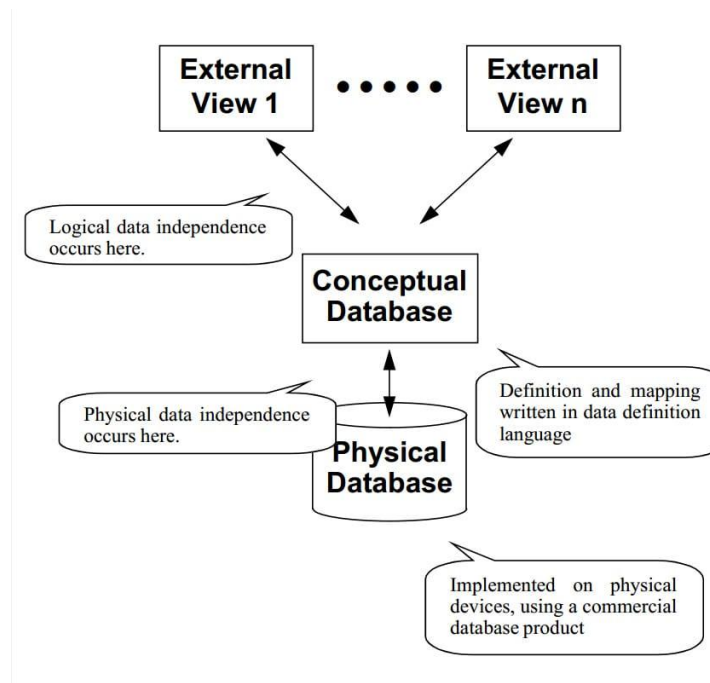 External
View 1
External
View n
Logical data independence
occurs here.
Conceptual
Database
Physical data independence
occurs here.
Definition and mapping
written in data definition
language
Physical
Database
Implemented on physical
devices, using a commercial
database product